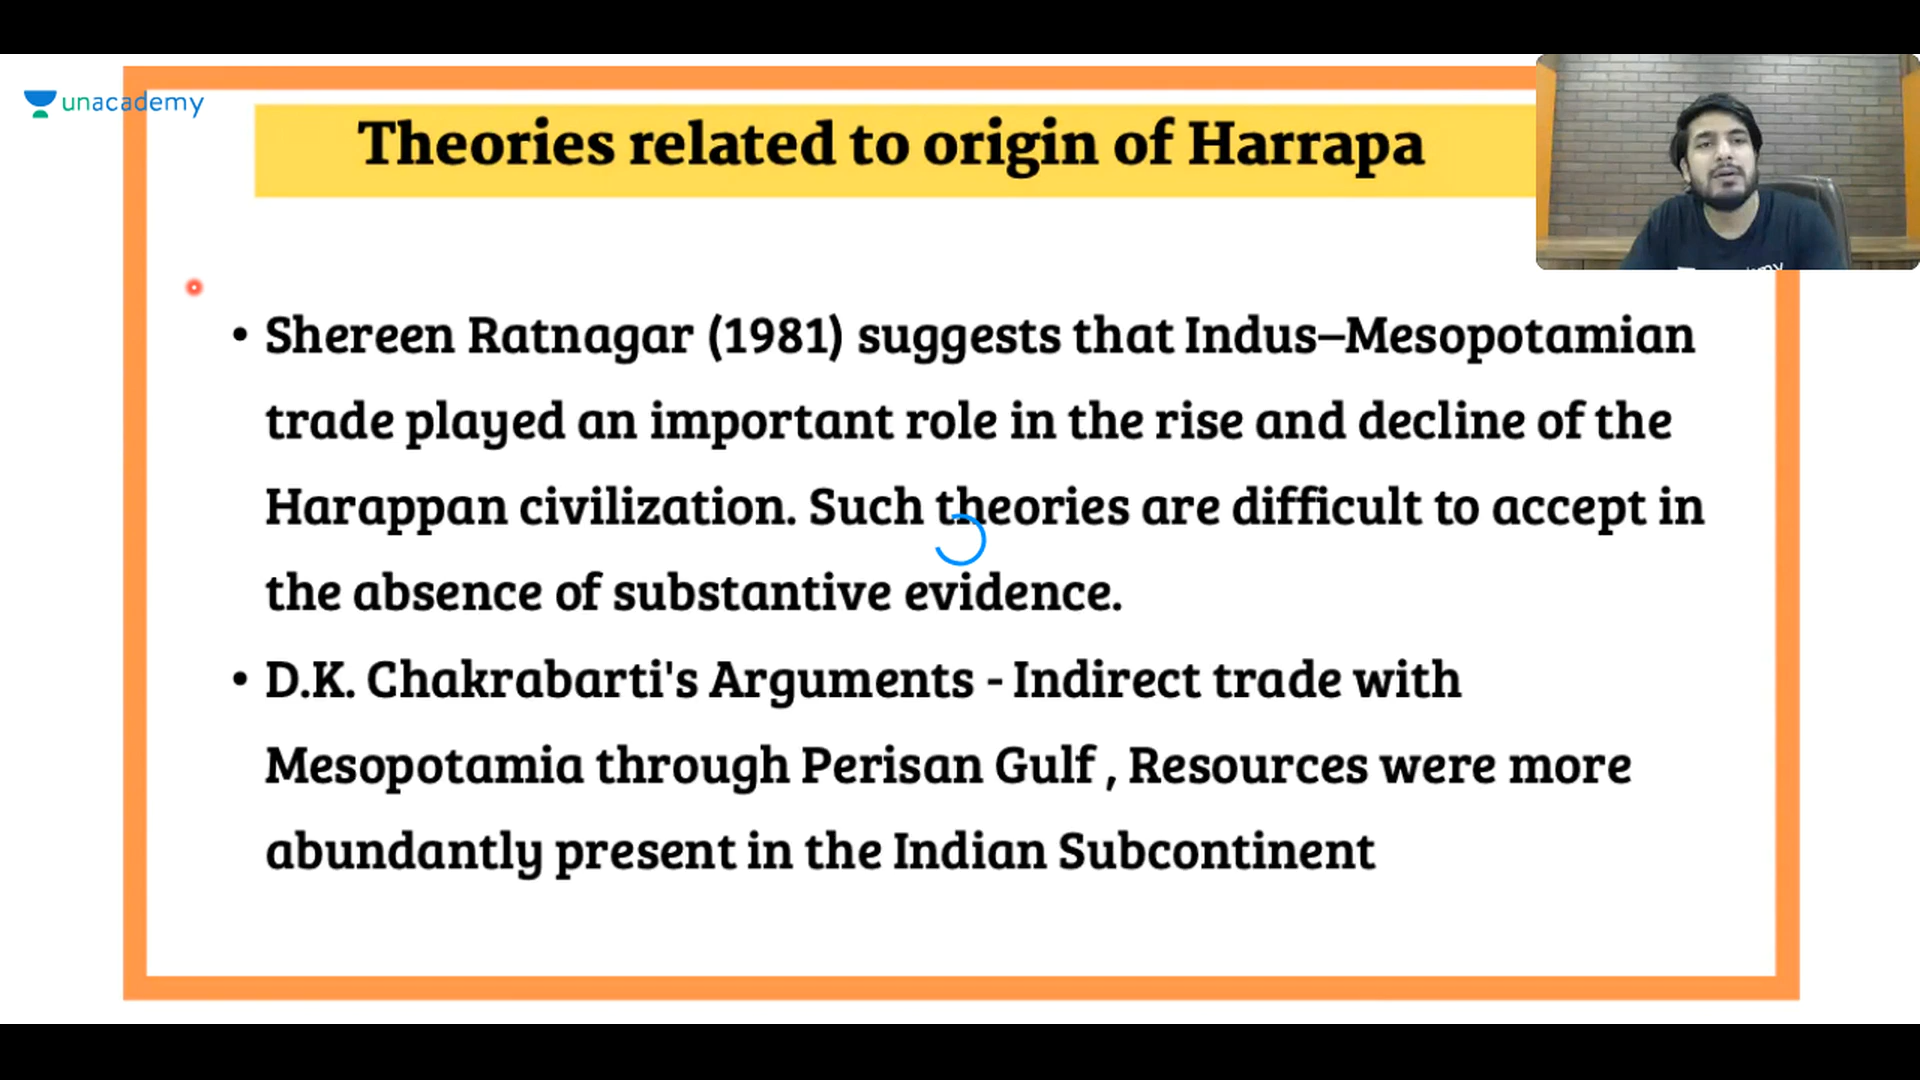 unacademy
Theories related to origin of Harrapa
• Shereen Ratnagar (1981) suggests that Indus–Mesopotamian
trade played an important role in the rise and decline of the
Harappan civilization. Such theories are difficult to accept in
the absence of substantive evidence.
• D.K. Chakrabarti's Arguments - Indirect trade with
Mesopotamia through Perisan Gulf , Resources were more
abundantly present in the Indian Subcontinent